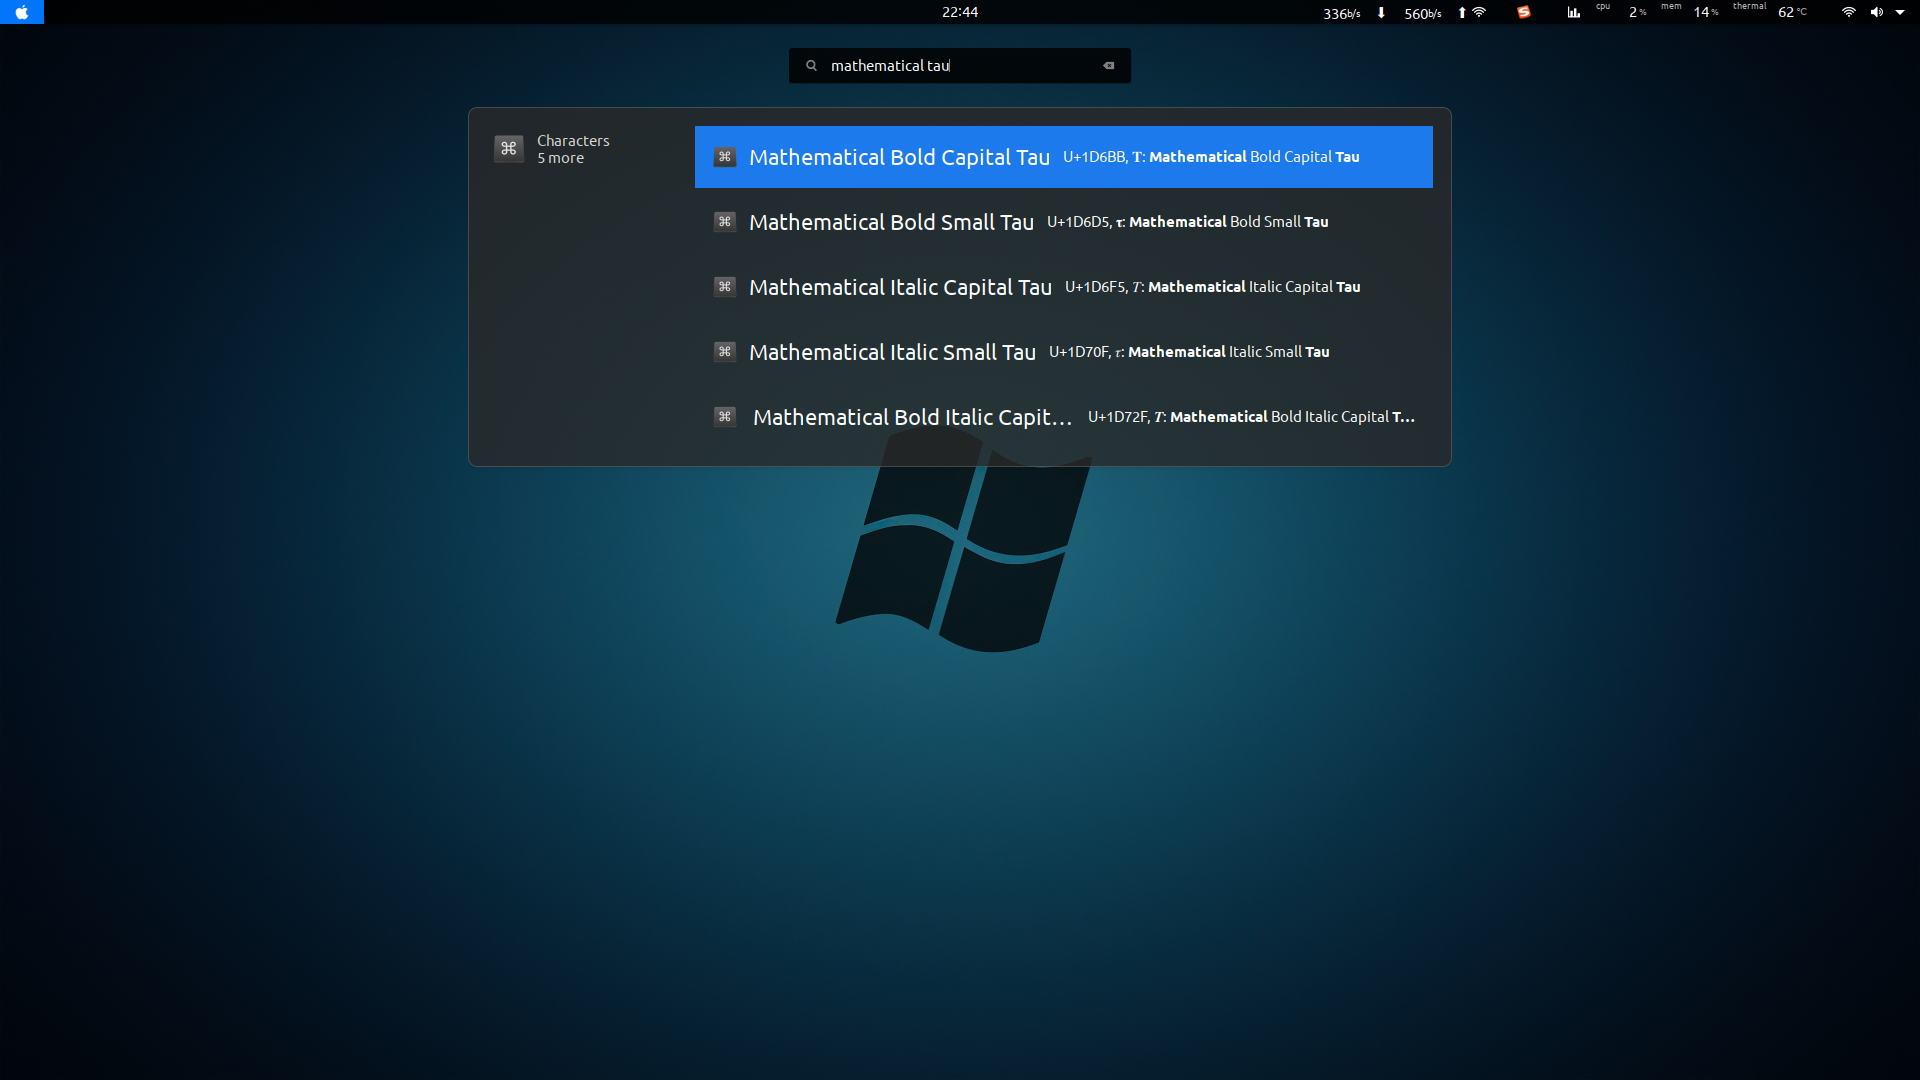 22:44
336b/s ⬇ 560b/s ⬆ cpu 2 % mem 14 % thermal 62 °C
mathematical tau
Characters
5 more
Mathematical Bold Capital Tau U+1D6BB, 𝚻: Mathematical Bold Capital Tau
Mathematical Bold Small Tau U+1D6D5, 𝛕: Mathematical Bold Small Tau
Mathematical Italic Capital Tau U+1D6F5, 𝛵: Mathematical Italic Capital Tau
Mathematical Italic Small Tau U+1D70F, 𝜏: Mathematical Italic Small Tau
Mathematical Bold Italic Capit… U+1D72F, 𝜯: Mathematical Bold Italic Capital T…